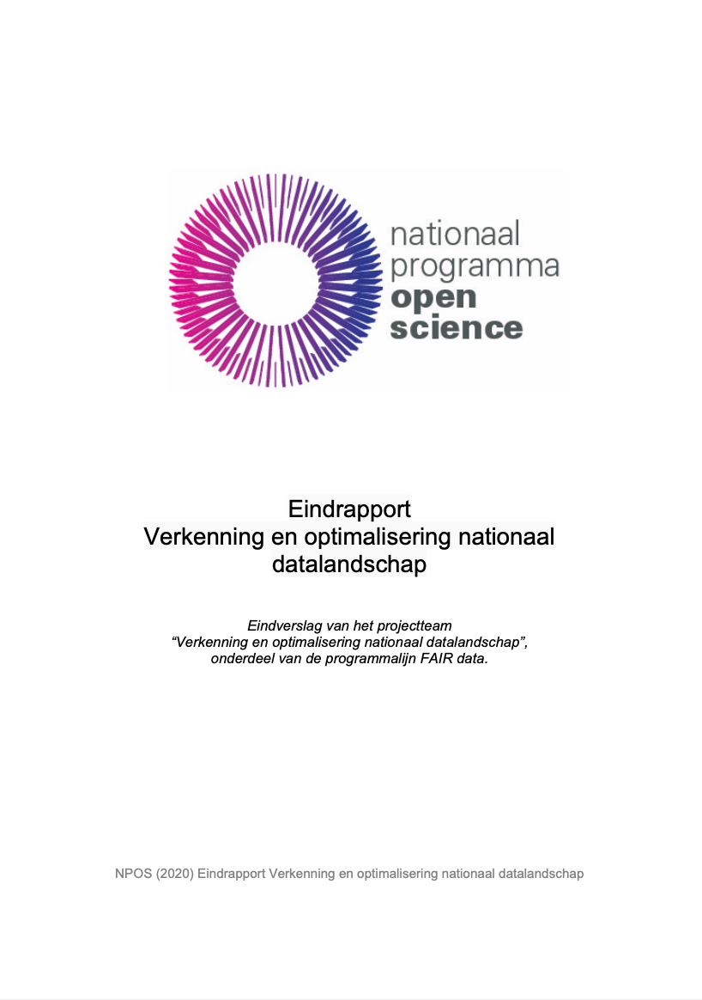 nationaal
programma
open
science
Eindrapport
Verkenning en optimalisering nationaal
datalandschap
Eindverslag van het projectteam
“Verkenning en optimalisering nationaal datalandschap”,
onderdeel van de programmalijn FAIR data.
NPOS (2020) Eindrapport Verkenning en optimalisering nationaal datalandschap